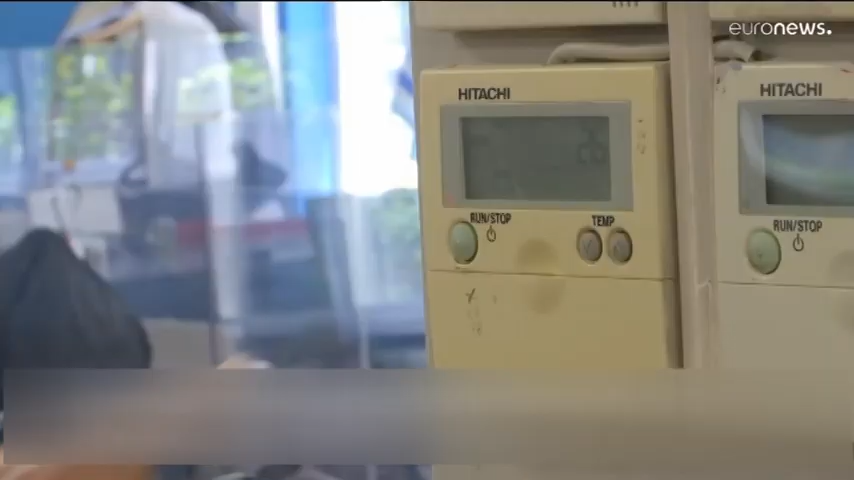 euronews.
HITACHI
HITACHI
RUN/STOP
TEMP
RUN/STOP